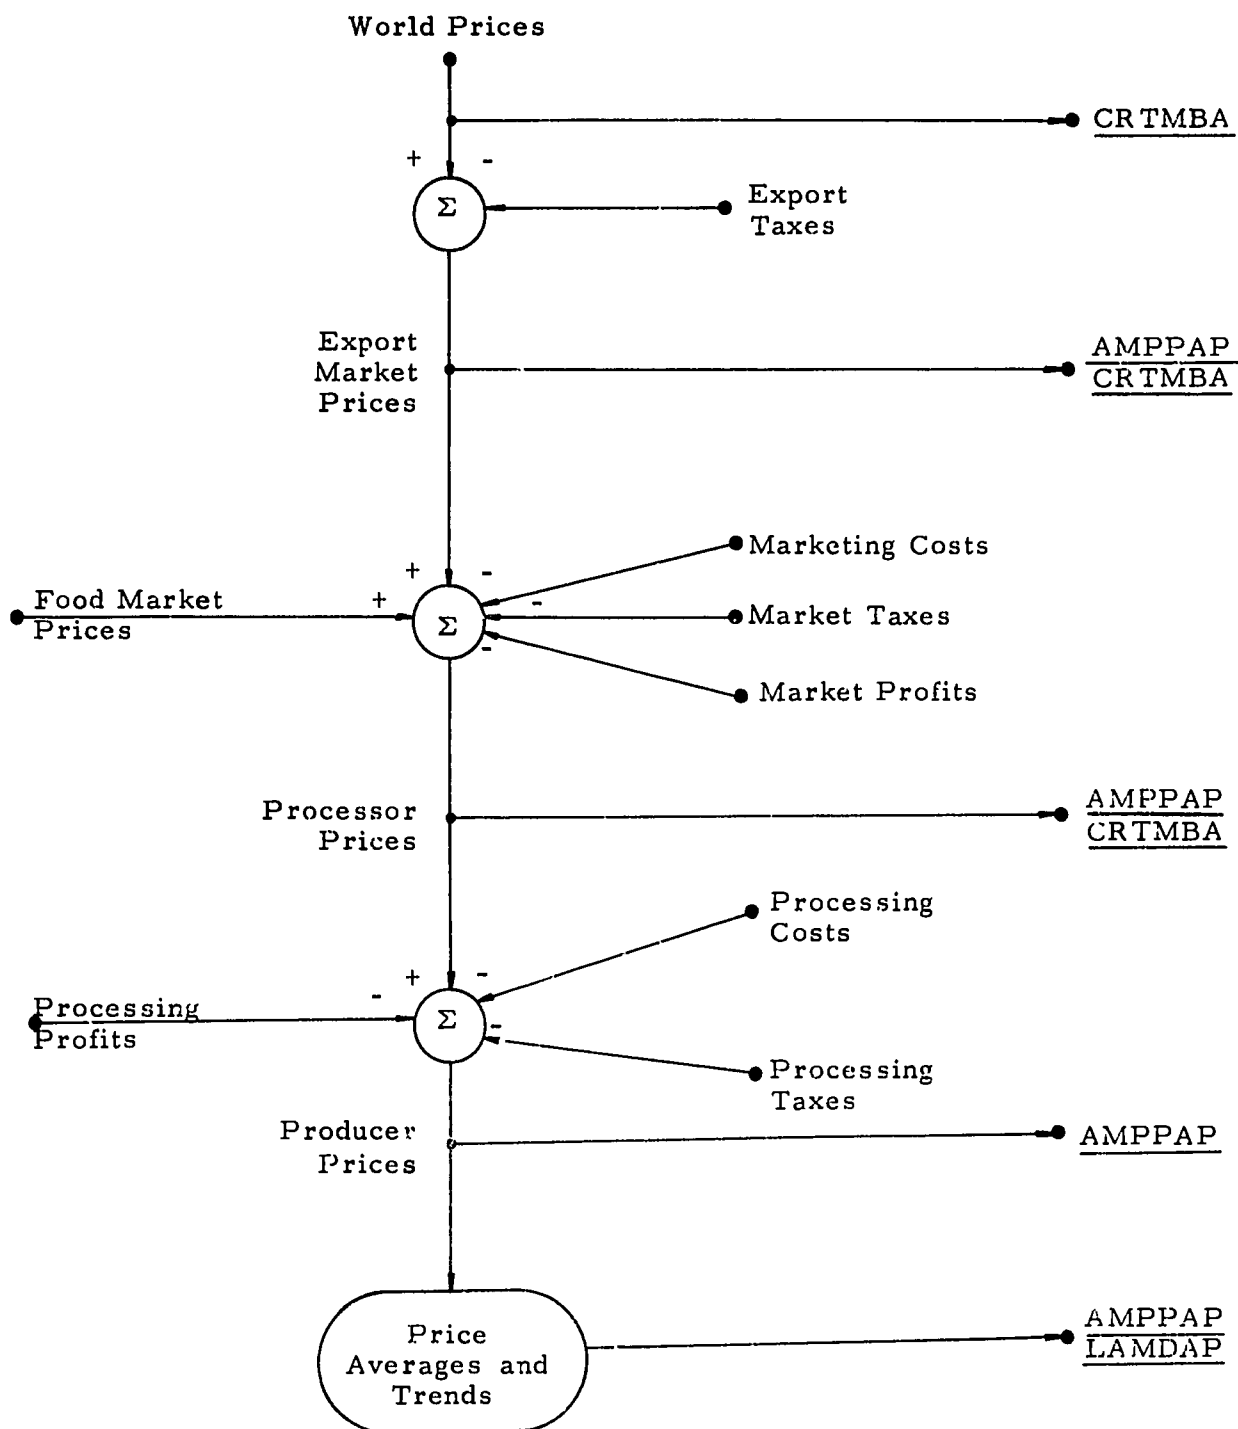 World Prices
CRTMBA
+ -
Σ
Export
Taxes
Export
Market
Prices
AMPPAP
CRTMBA
Marketing Costs
+ -
Food Market
Prices
+
-
Σ
Market Taxes
-
Market Profits
Processor
Prices
AMPPAP
CRTMBA
Processing
Costs
+ -
Processing
Profits
-
Σ
-
Processing
Taxes
Producer
Prices
AMPPAP
Price
Averages and
Trends
AMPPAP
LAMDAP